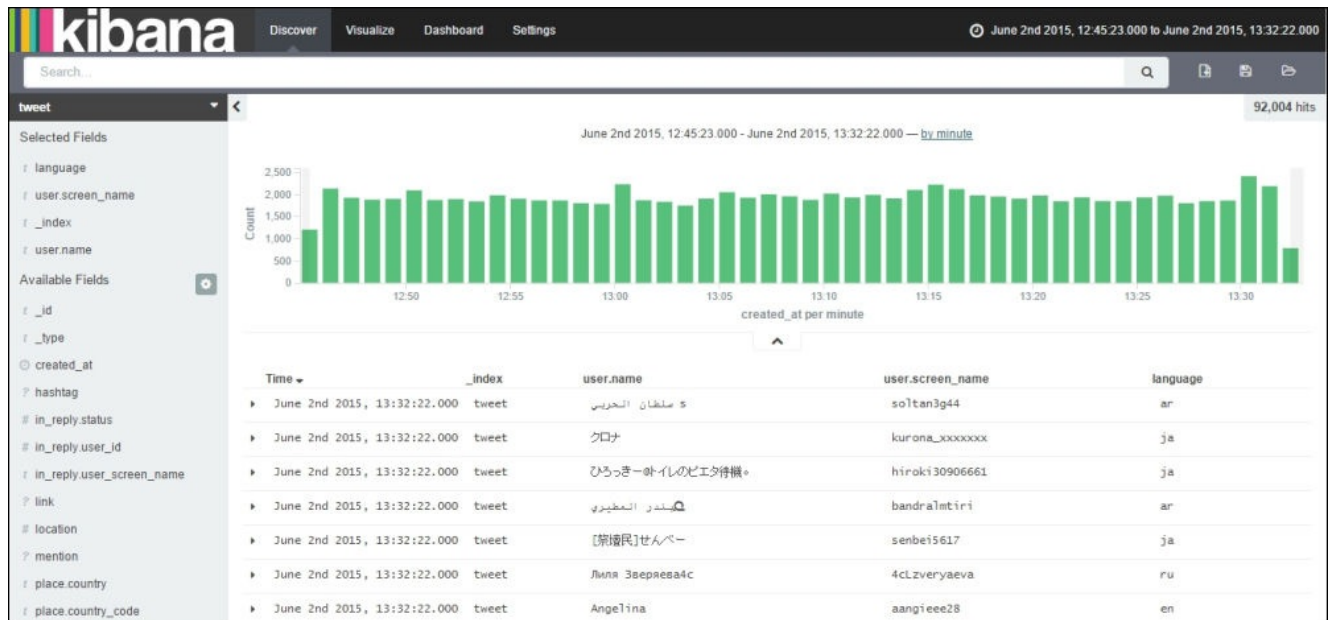 kibana Discover Visualize Dashboard Settings June 2nd 2015, 12:45:23.000 to June 2nd 2015, 13:32:22.000
Search...
tweet
92,004 hits
Selected Fields
t language
t user.screen_name
t _index
t user.name
Available Fields
t _id
t _type
created_at
? hashtag
# in_reply.status
# in_reply.user_id
t in_reply.user_screen_name
? link
# location
? mention
t place.country
t place.country_code
June 2nd 2015, 12:45:23.000 - June 2nd 2015, 13:32:22.000 — by minute
Count
2,500
2,000
1,500
1,000
500
0
12:50 12:55 13:00 13:05 13:10 13:15 13:20 13:25 13:30
created_at per minute
Time _index user.name user.screen_name language
June 2nd 2015, 13:32:22.000 tweet سلطان الحربي s soltan3g44 ar
June 2nd 2015, 13:32:22.000 tweet クロナ kurona_xxxxxxx ja
June 2nd 2015, 13:32:22.000 tweet ひろっきー@トイレのピエタ待機。 hiroki30906661 ja
June 2nd 2015, 13:32:22.000 tweet المطيري bandralmtiri ar
June 2nd 2015, 13:32:22.000 tweet せんべー senbei5617 ja
June 2nd 2015, 13:32:22.000 tweet Лиля Зверяева4с 4cLzveryaeva ru
June 2nd 2015, 13:32:22.000 tweet Angelina aangieee28 en